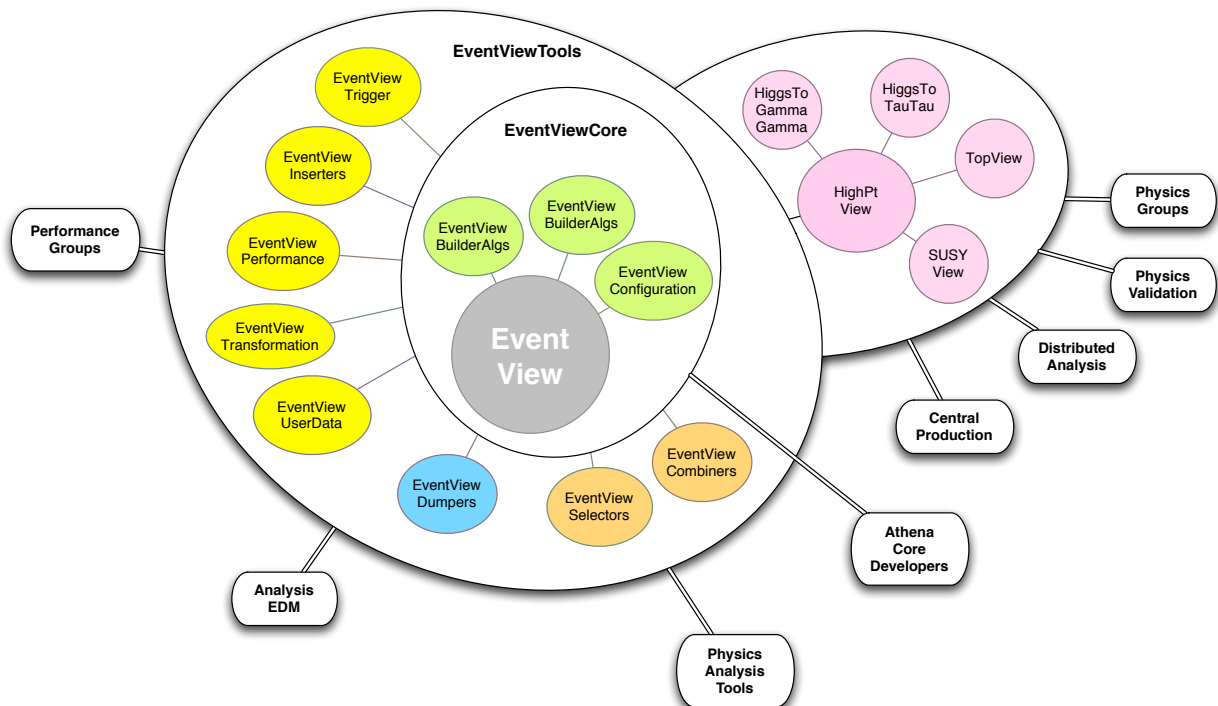 EventViewTools
EventView
Trigger
EventView
Inserters
EventView
Performance
EventView
Transformation
EventView
UserData
EventViewCore
EventView
BuilderAlgs
EventView
BuilderAlgs
EventView
Configuration
Event
View
EventView
Dumpers
EventView
Selectors
EventView
Combiners
HiggsTo
Gamma
Gamma
HiggsTo
TauTau
TopView
HighPt
View
SUSY
View
Performance
Groups
Physics
Groups
Physics
Validation
Distributed
Analysis
Central
Production
Athena
Core
Developers
Analysis
EDM
Physics
Analysis
Tools